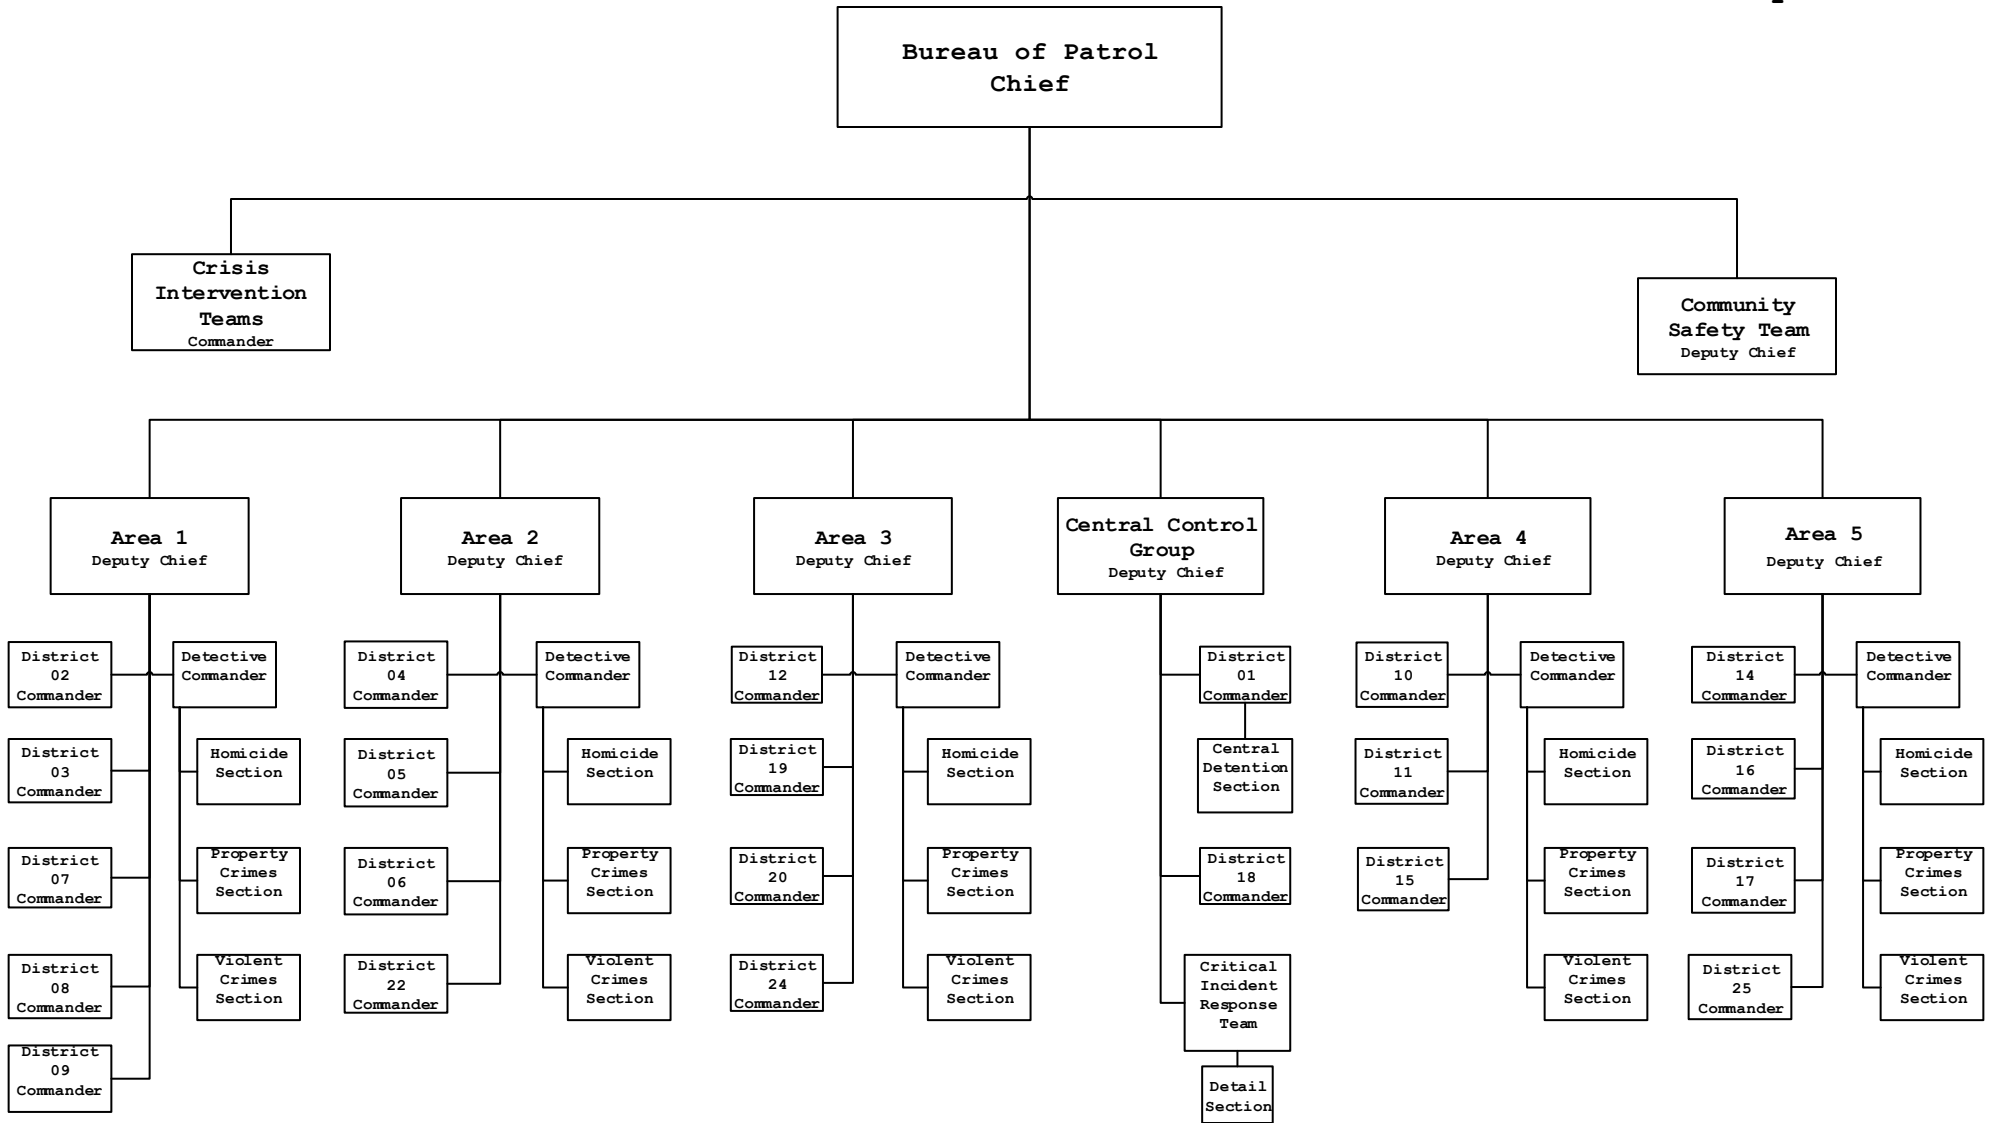 Bureau of Patrol
Chief
Crisis
Intervention
Teams
Commander
Community
Safety Team
Deputy Chief
Area 1
Deputy Chief
Area 2
Deputy Chief
Area 3
Deputy Chief
Central Control
Group
Deputy Chief
Area 4
Deputy Chief
Area 5
Deputy Chief
District
02
Commander
Detective
Commander
District
03
Commander
Homicide
Section
District
07
Commander
Property
Crimes
Section
District
08
Commander
Violent
Crimes
Section
District
09
Commander
District
04
Commander
Detective
Commander
District
05
Commander
Homicide
Section
District
06
Commander
Property
Crimes
Section
District
22
Commander
Violent
Crimes
Section
District
12
Commander
Detective
Commander
District
19
Commander
Homicide
Section
District
20
Commander
Property
Crimes
Section
District
24
Commander
Violent
Crimes
Section
District
01
Commander
Central
Detention
Section
District
18
Commander
Critical
Incident
Response
Team
Detail
Section
District
10
Commander
Detective
Commander
District
11
Commander
Homicide
Section
District
15
Commander
Property
Crimes
Section
Violent
Crimes
Section
District
14
Commander
Detective
Commander
District
16
Commander
Homicide
Section
District
17
Commander
Property
Crimes
Section
District
25
Commander
Violent
Crimes
Section